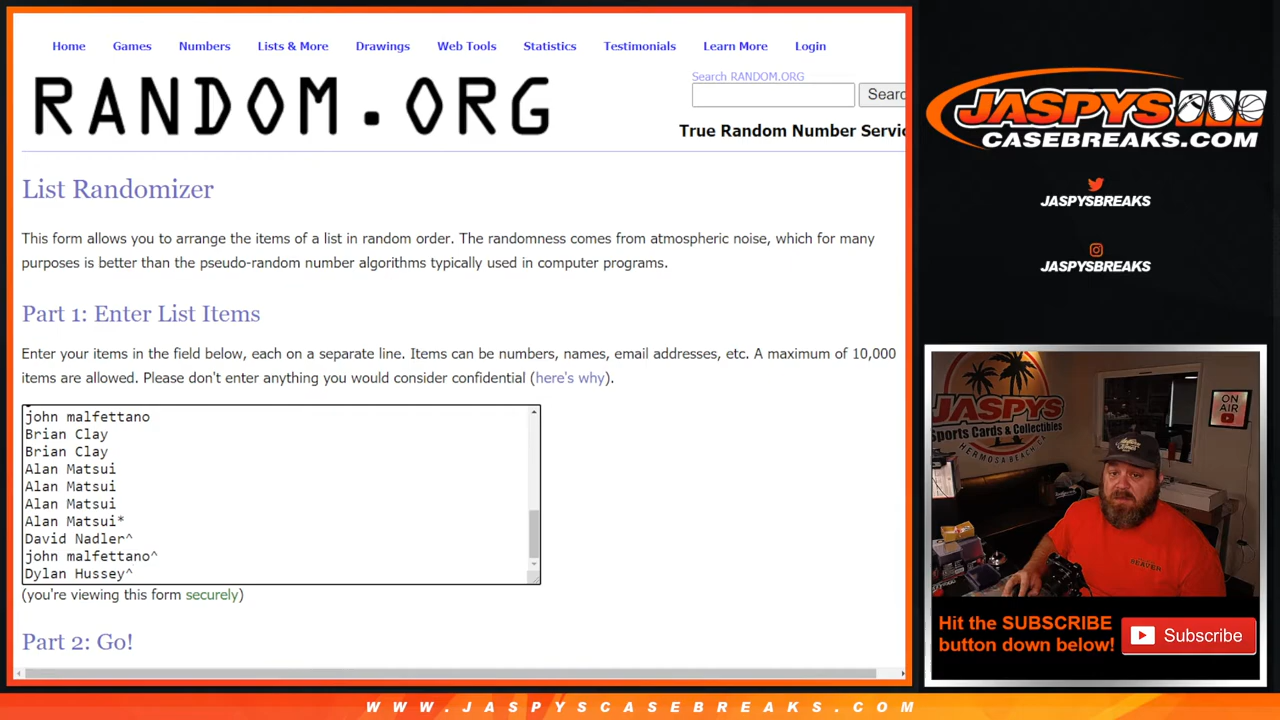 Home Games Numbers Lists & More Drawings Web Tools Statistics Testimonials Learn More Login
RANDOM.ORG
Search RANDOM.ORG
Searc
True Random Number Servic
List Randomizer
This form allows you to arrange the items of a list in random order. The randomness comes from atmospheric noise, which for many
purposes is better than the pseudo-random number algorithms typically used in computer programs.
Part 1: Enter List Items
Enter your items in the field below, each on a separate line. Items can be numbers, names, email addresses, etc. A maximum of 10,000
items are allowed. Please don't enter anything you would consider confidential (here's why).
john malfettano
Brian Clay
Brian Clay
Alan Matsui
Alan Matsui
Alan Matsui
Alan Matsui*
David Nadler^
john malfettano^
Dylan Hussey^
(you're viewing this form securely)
Part 2: Go!
JASPYS
CASEBREAKS.COM
JASPYSBREAKS
JASPYSBREAKS
JASPYS
Sports Cards & Collectibles
HERMOSA BEACH, CA
ON AIR
Hit the SUBSCRIBE
button down below!
Subscribe
WWW.JASPYSCASEBREAKS.COM